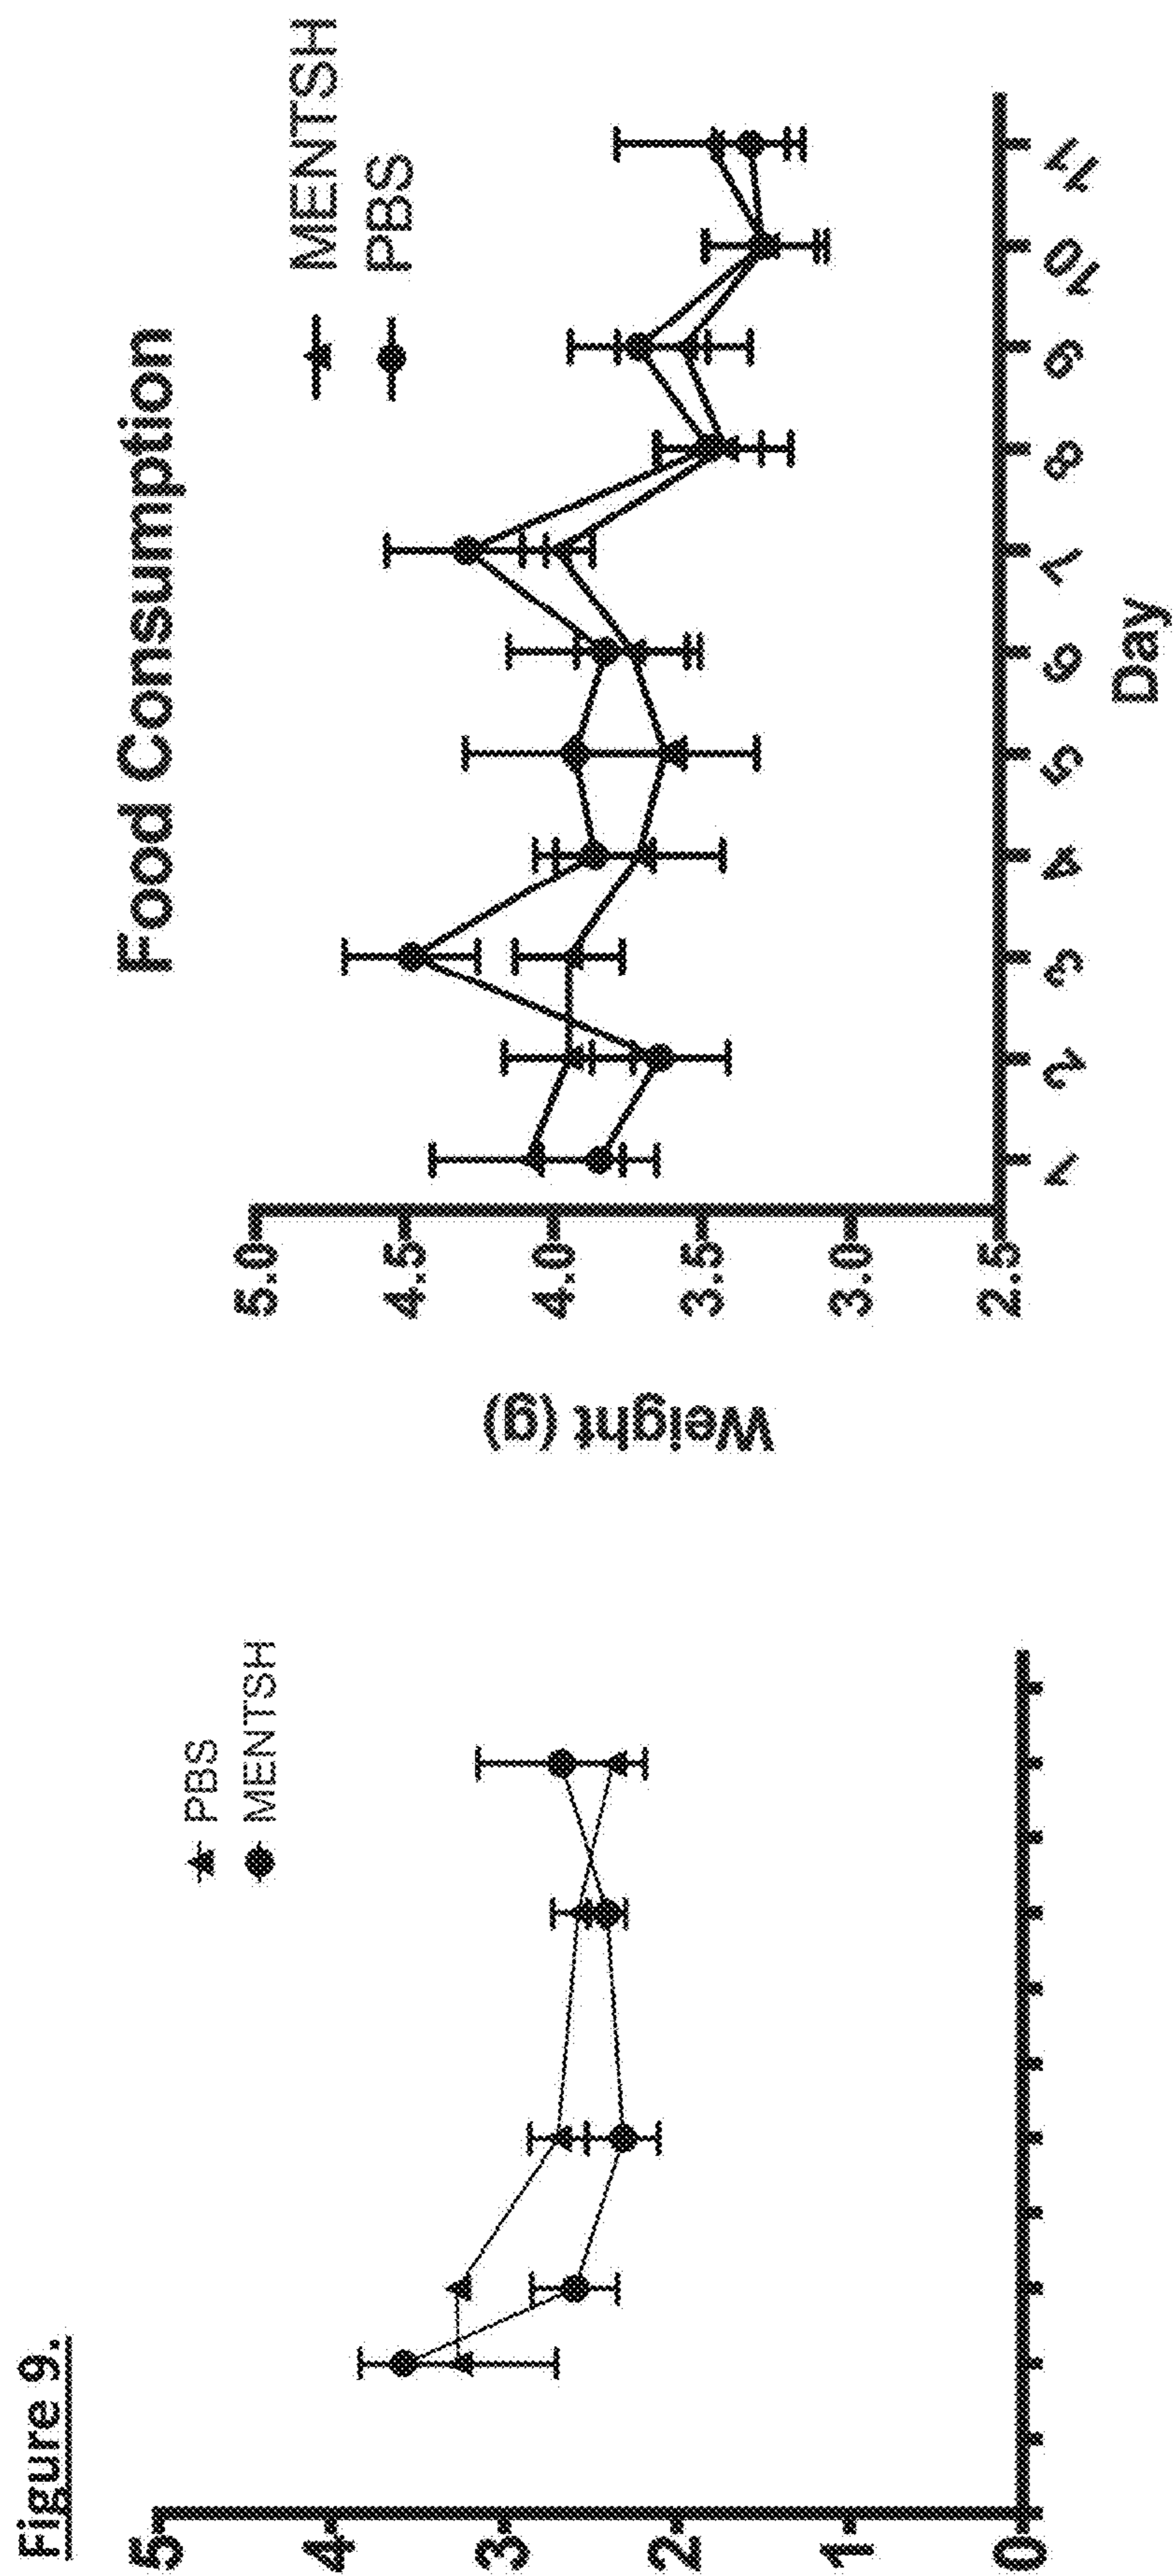 Figure 9.
PBS
MENTSH
5
4
3
2
1
0
Food Consumption
MENTSH
PBS
Weight (g)
5.0
4.5
4.0
3.5
3.0
2.5
1 2 3 4 5 6 7 8 9 10 11
Day